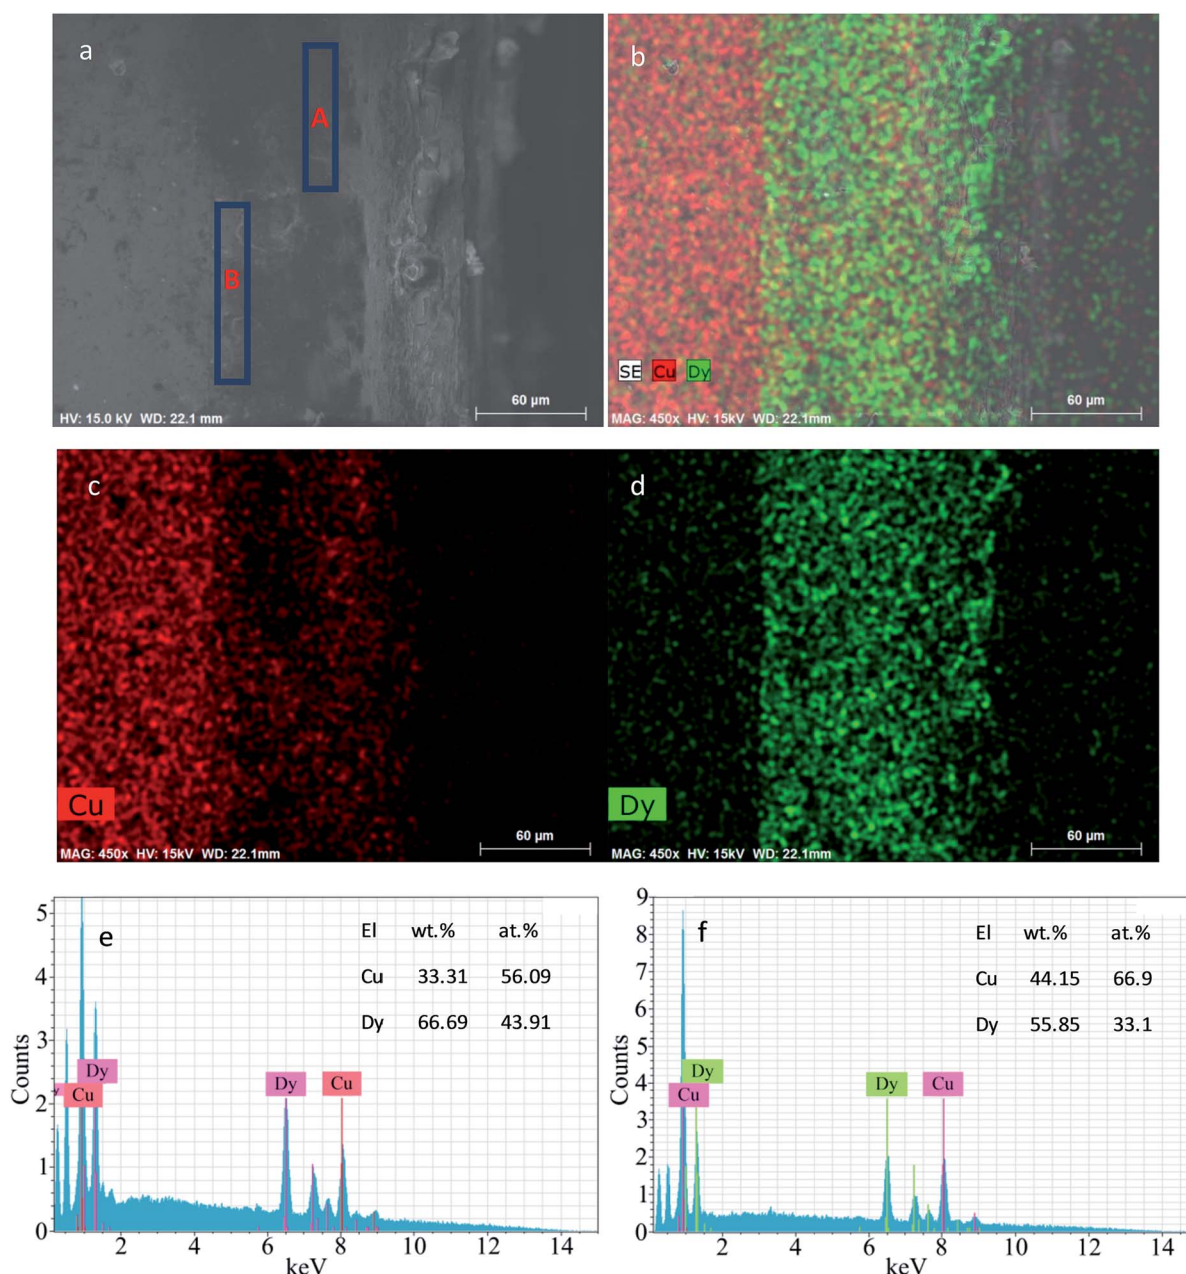 a
A
B
HV: 15.0 kV WD: 22.1 mm
60 µm
b
SE Cu Dy
MAG: 450x HV: 15kV WD: 22.1mm
60 µm
c
Cu
MAG: 450x HV: 15kV WD: 22.1mm
60 µm
d
Dy
MAG: 450x HV: 15kV WD: 22.1mm
60 µm
e
El wt.% at.%
Cu 33.31 56.09
Dy 66.69 43.91
Dy
Cu
Dy
Cu
Counts
5
4
3
2
1
0
2 4 6 8 10 12 14
keV
f
El wt.% at.%
Cu 44.15 66.9
Dy 55.85 33.1
Dy
Cu
Dy
Cu
Counts
9
8
7
6
5
4
3
2
1
0
2 4 6 8 10 12 14
keV